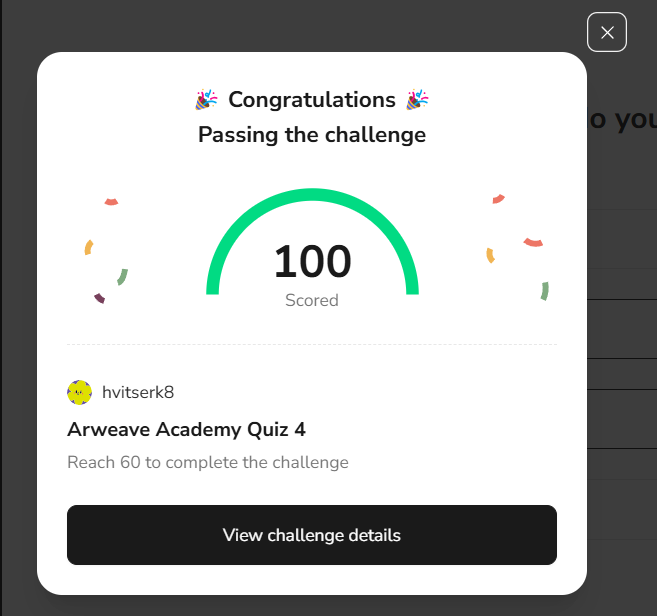 Congratulations
Passing the challenge
o you
100
Scored
hvitserk8
Arweave Academy Quiz 4
Reach 60 to complete the challenge
View challenge details